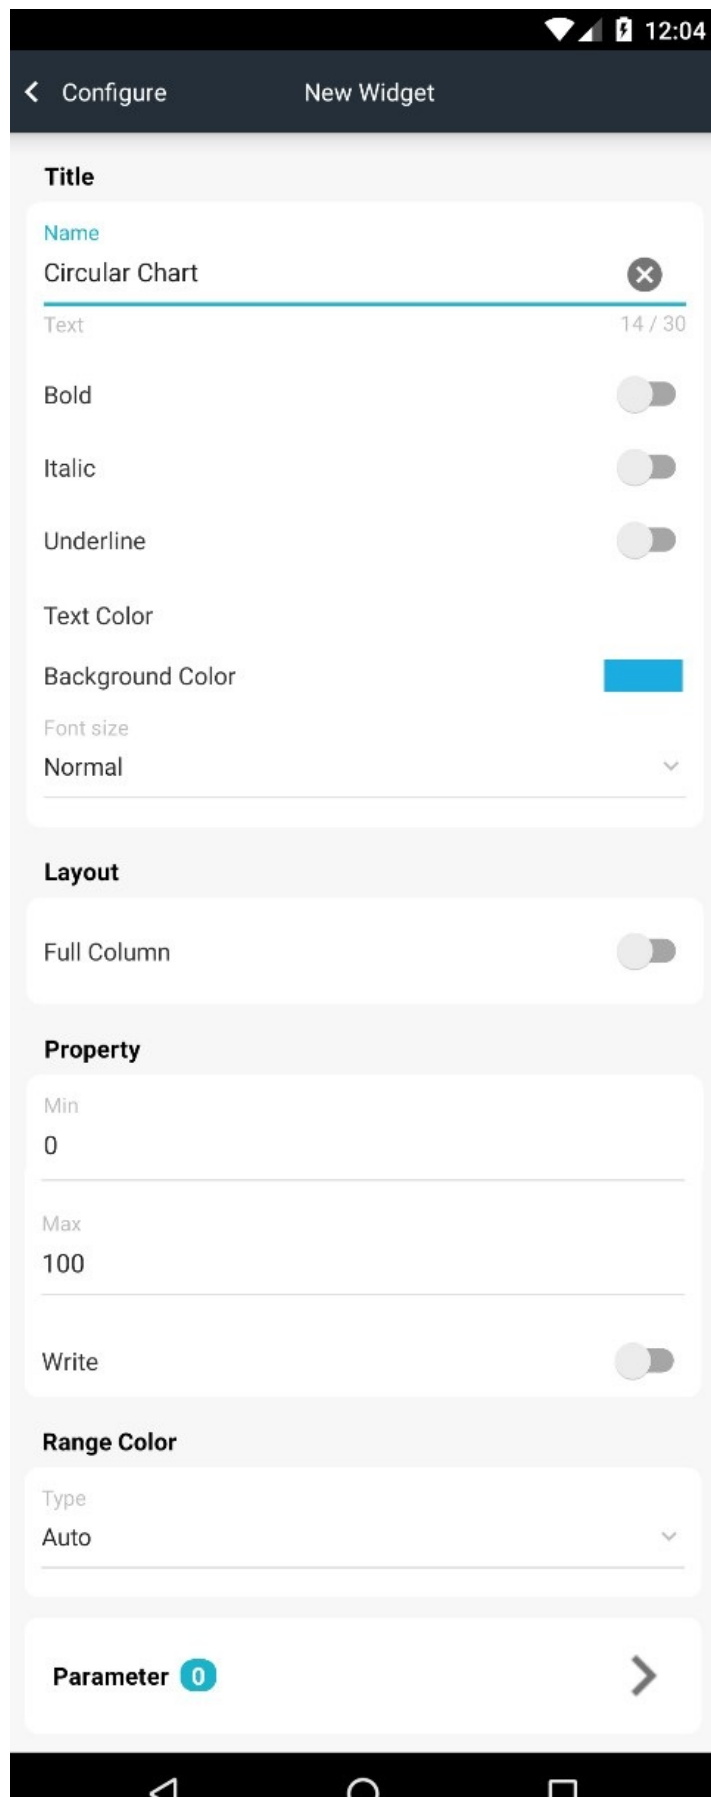 12:04
Configure New Widget
Title
Name
Circular Chart
Text 14 / 30
Bold
Italic
Underline
Text Color
Background Color
Font size
Normal
Layout
Full Column
Property
Min
0
Max
100
Write
Range Color
Type
Auto
Parameter 0